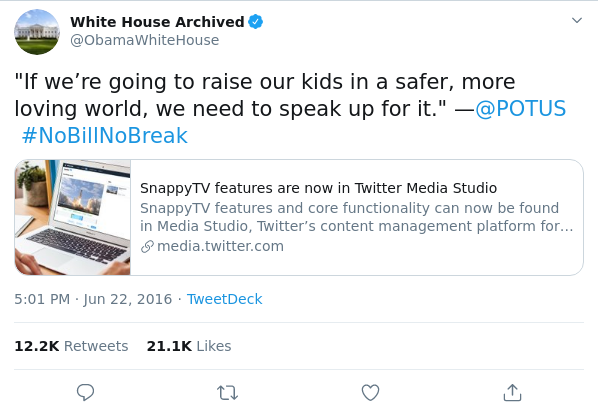 White House Archived
@ObamaWhiteHouse
"If we’re going to raise our kids in a safer, more
loving world, we need to speak up for it." —@POTUS
#NoBillNoBreak
SnappyTV features are now in Twitter Media Studio
SnappyTV features and core functionality can now be found
in Media Studio, Twitter’s content management platform for...
media.twitter.com
5:01 PM · Jun 22, 2016 · TweetDeck
12.2K Retweets 21.1K Likes